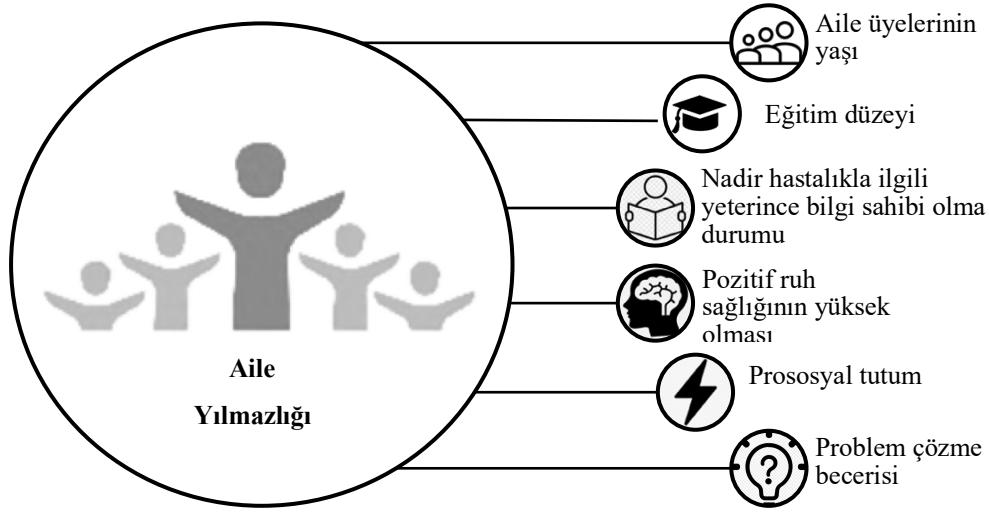 Aile üyelerinin
yaşı
Eğitim düzeyi
Nadir hastalıkla ilgili
yeterince bilgi sahibi olma
durumu
Pozitif ruh
sağlığının yüksek
olması
Aile
Yılmazlığı
Prososyal tutum
Problem çözme
becerisi
?